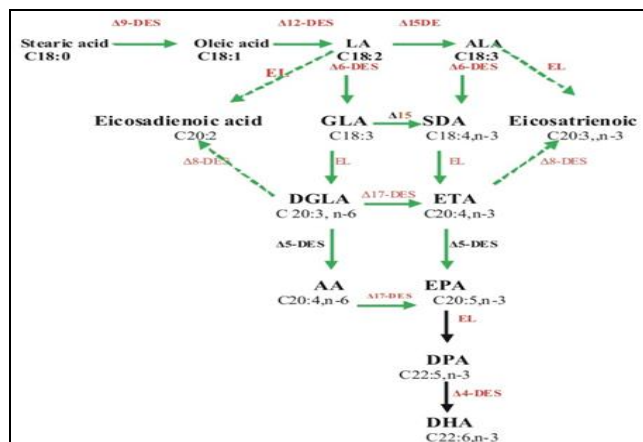 Δ9-DES Δ12-DES Δ15DE
Stearic acid Oleic acid LA ALA
C18:0 C18:1 C18:2 C18:3
EL Δ6-DES Δ6-DES EL
Eicosadienoic acid GLA Δ15 SDA Eicosatrienoic
C20:2 C18:3 C18:4,n-3 C20:3,,n-3
Δ8-DES EL EL Δ8-DES
DGLA Δ17-DES ETA
C 20:3, n-6 C20:4,n-3
Δ5-DES Δ5-DES
AA Δ17-DES EPA
C20:4,n-6 C20:5,n-3
EL
DPA
C22:5,n-3
Δ4-DES
DHA
C22:6,n-3